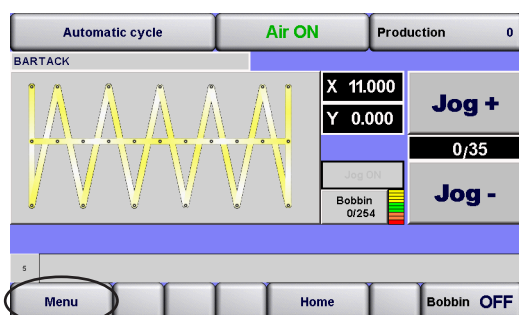 Automatic cycle Air ON Production 0
BARTACK
X 11.000
Y 0.000
Jog +
0/35
Jog ON
Jog -
Bobbin
0/254
5
Menu Home Bobbin OFF